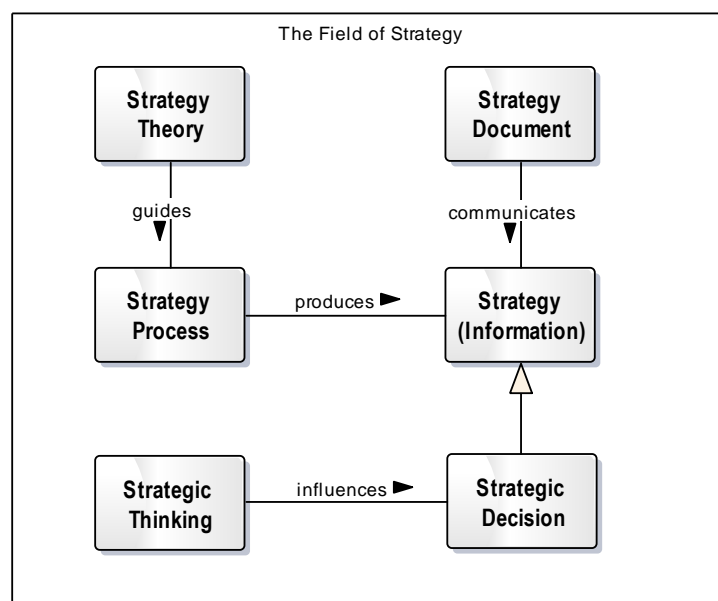 The Field of Strategy
Strategy
Theory
Strategy
Document
guides
communicates
Strategy
Process
produces
Strategy
(Information)
Strategic
Thinking
influences
Strategic
Decision